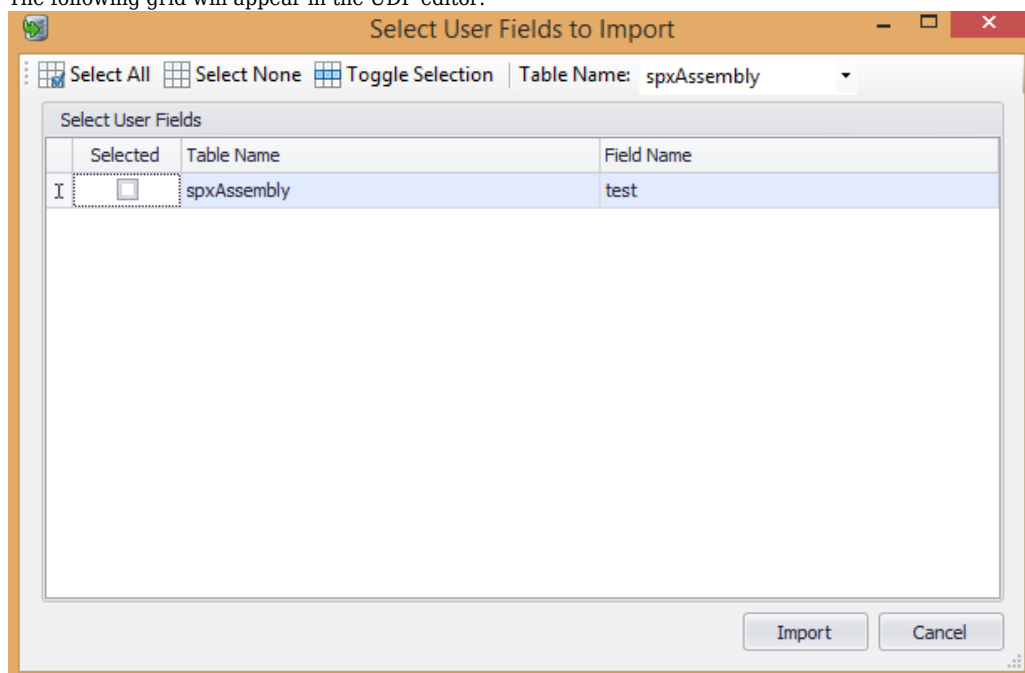 The following grid will appear in the UDF editor:
Select User Fields to Import
Select All Select None Toggle Selection Table Name: spxAssembly
Select User Fields
Selected Table Name Field Name
spxAssembly test
Import Cancel